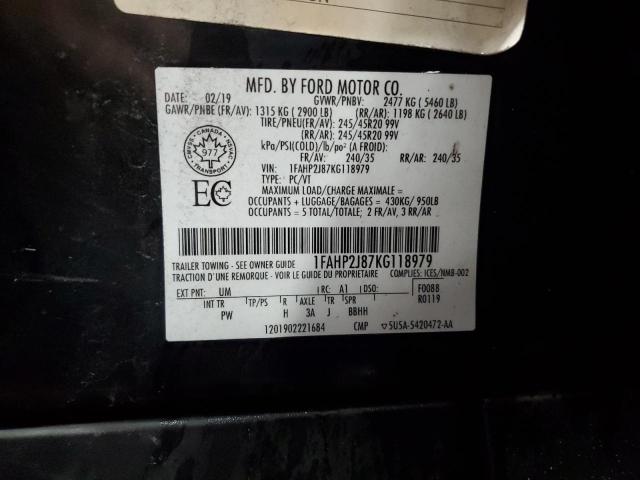 MFD. BY FORD MOTOR CO.
DATE: 02/19 GVWR/PNBV: 2477 KG ( 5460 LB)
GAWR/PNBE (FR/AV): 1315 KG ( 2900 LB) (RR/AR): 1198 KG ( 2640 LB)
TIRE/PNEU(FR/AV): 245/45R20 99V
(RR/AR): 245/45R20 99V
kPa/PSI(COLD)/lb/po² (A FROID):
FR/AV: 240/35 RR/AR: 240/35
VIN: 1FAHP2J87KG118979
TYPE: PC/VT
MAXIMUM LOAD/CHARGE MAXIMALE =
OCCUPANTS + LUGGAGE/BAGAGES = 430KG/ 950LB
OCCUPANTS = 5 TOTAL/TOTALE; 2 FR/AV, 3 RR/AR
CANADA
CMVSS 977 NSVAC
TRANSPORT
EC
1FAHP2J87KG118979
TRAILER TOWING - SEE OWNER GUIDE
TRACTION D'UNE REMORQUE - VOIR GUIDE DU PROPRIETAIRE COMPLIES: ICES/NMB-002
EXT PNT: UM RC: A1 DSO: F0088
INT TR TP/PS R AXLE TR SPR R0119
PW H 3A J BBHH
1201902221684 CMP ▽5U5A-5420472-AA